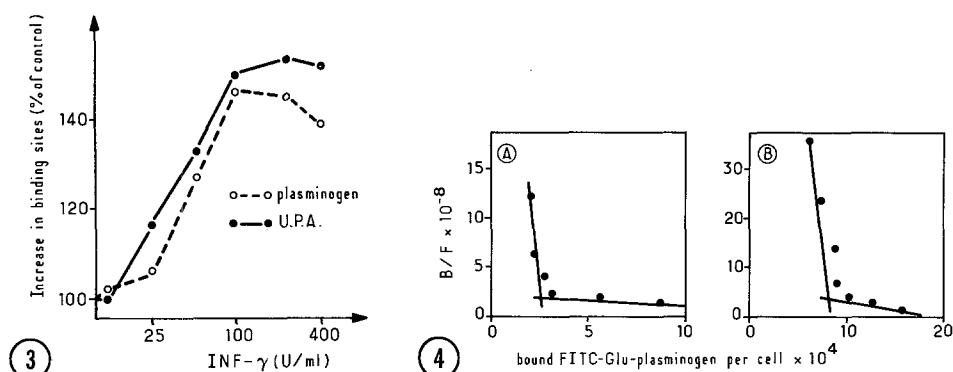 Increase in binding sites (% of control)
140
120
100
plasminogen
U.P.A.
25
100
400
INF-γ (U/ml)
3
A
B/F × 10⁻⁸
15
10
5
0
0
5
10
B
30
20
10
0
0
10
20
4
bound FITC-Glu-plasminogen per cell × 10⁴